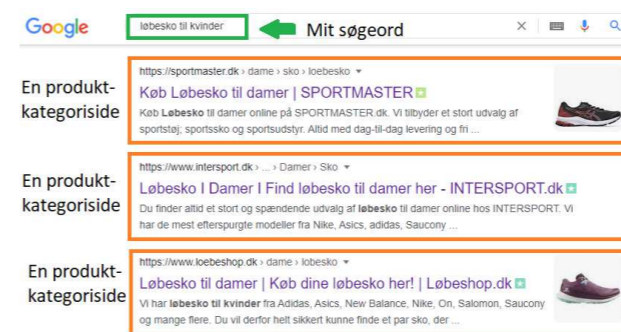 Google
løbesko til kvinder
Mit søgeord
En produkt-
kategoriside
https://sportmaster.dk › dame › sko › loebesko
Køb Løbesko til damer | SPORTMASTER
Køb Løbesko til damer online på SPORTMASTER.dk. Vi tilbyder et stort udvalg af
sportstøj, sportssko og sportsudstyr. Altid med dag-til-dag levering og fri ...
En produkt-
kategoriside
https://www.intersport.dk › ... › Damer › Sko
Løbesko I Damer I Find løbesko til damer her - INTERSPORT.dk
Du finder altid et stort og spændende udvalg af løbesko til damer online hos INTERSPORT. Vi
har de mest efterspurgte modeller fra Nike, Asics, adidas, Saucony ...
En produkt-
kategoriside
https://www.loebeshop.dk › dame › lobesko
Løbesko til damer | Køb dine løbesko her! | Løbeshop.dk
Vi har løbesko til kvinder fra Adidas, Asics, New Balance, Nike, On, Salomon, Saucony
og mange flere. Du vil derfor helt sikkert kunne finde et par sko, der ...